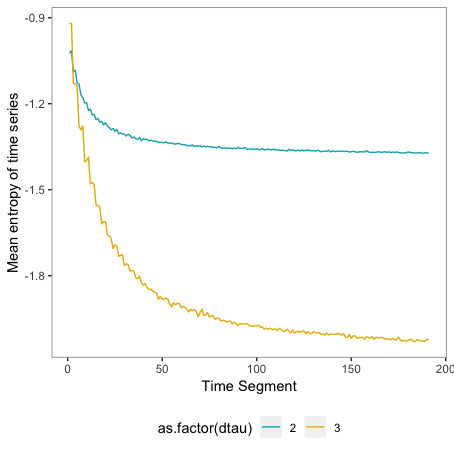 -0.9
-1.2
-1.5
-1.8
Mean entropy of time series
0 50 100 150 200
Time Segment
as.factor(dtau) 2 3